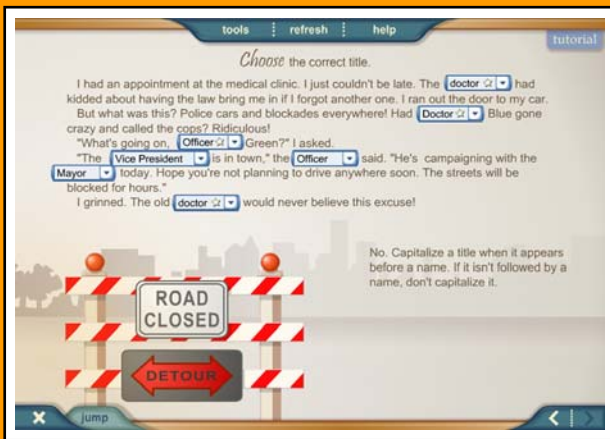 tools refresh help
tutorial
Choose the correct title.
I had an appointment at the medical clinic. I just couldn't be late. The doctor had
kidded about having the law bring me in if I forgot another one. I ran out the door to my car.
But what was this? Police cars and blockades everywhere! Had Doctor Blue gone
crazy and called the cops? Ridiculous!
"What's going on, Officer Green?" I asked.
"The Vice President is in town," the Officer said. "He's campaigning with the
Mayor today. Hope you're not planning to drive anywhere soon. The streets will be
blocked for hours."
I grinned. The old doctor would never believe this excuse!
No. Capitalize a title when it appears
before a name. If it isn't followed by a
name, don't capitalize it.
ROAD
CLOSED
DETOUR
jump